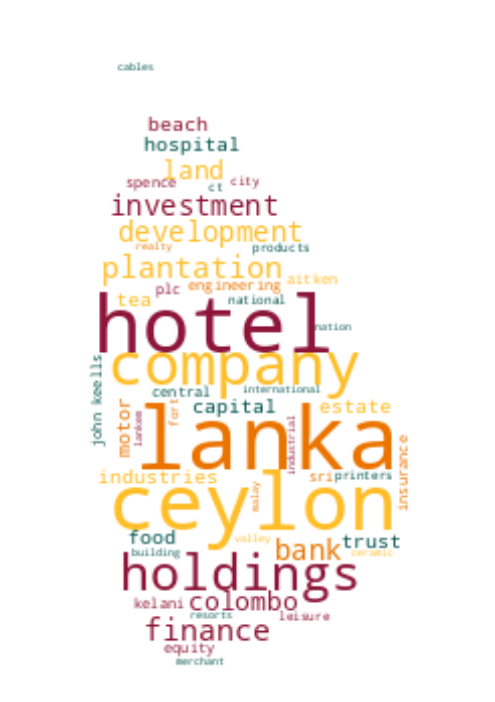 cables
beach
hospital
land
spence ct city
investment
development
realty products
plantation
engineering aitken
tea plc national
hotel
nation
company
john keells
central international
motor
lankem
fort
capital estate
lanka
industrial
insurance
industries sri printers
ceylon
malay
food valley trust
building bank ceramic
holdings
kelani colombo
resorts leisure
finance
equity
merchant